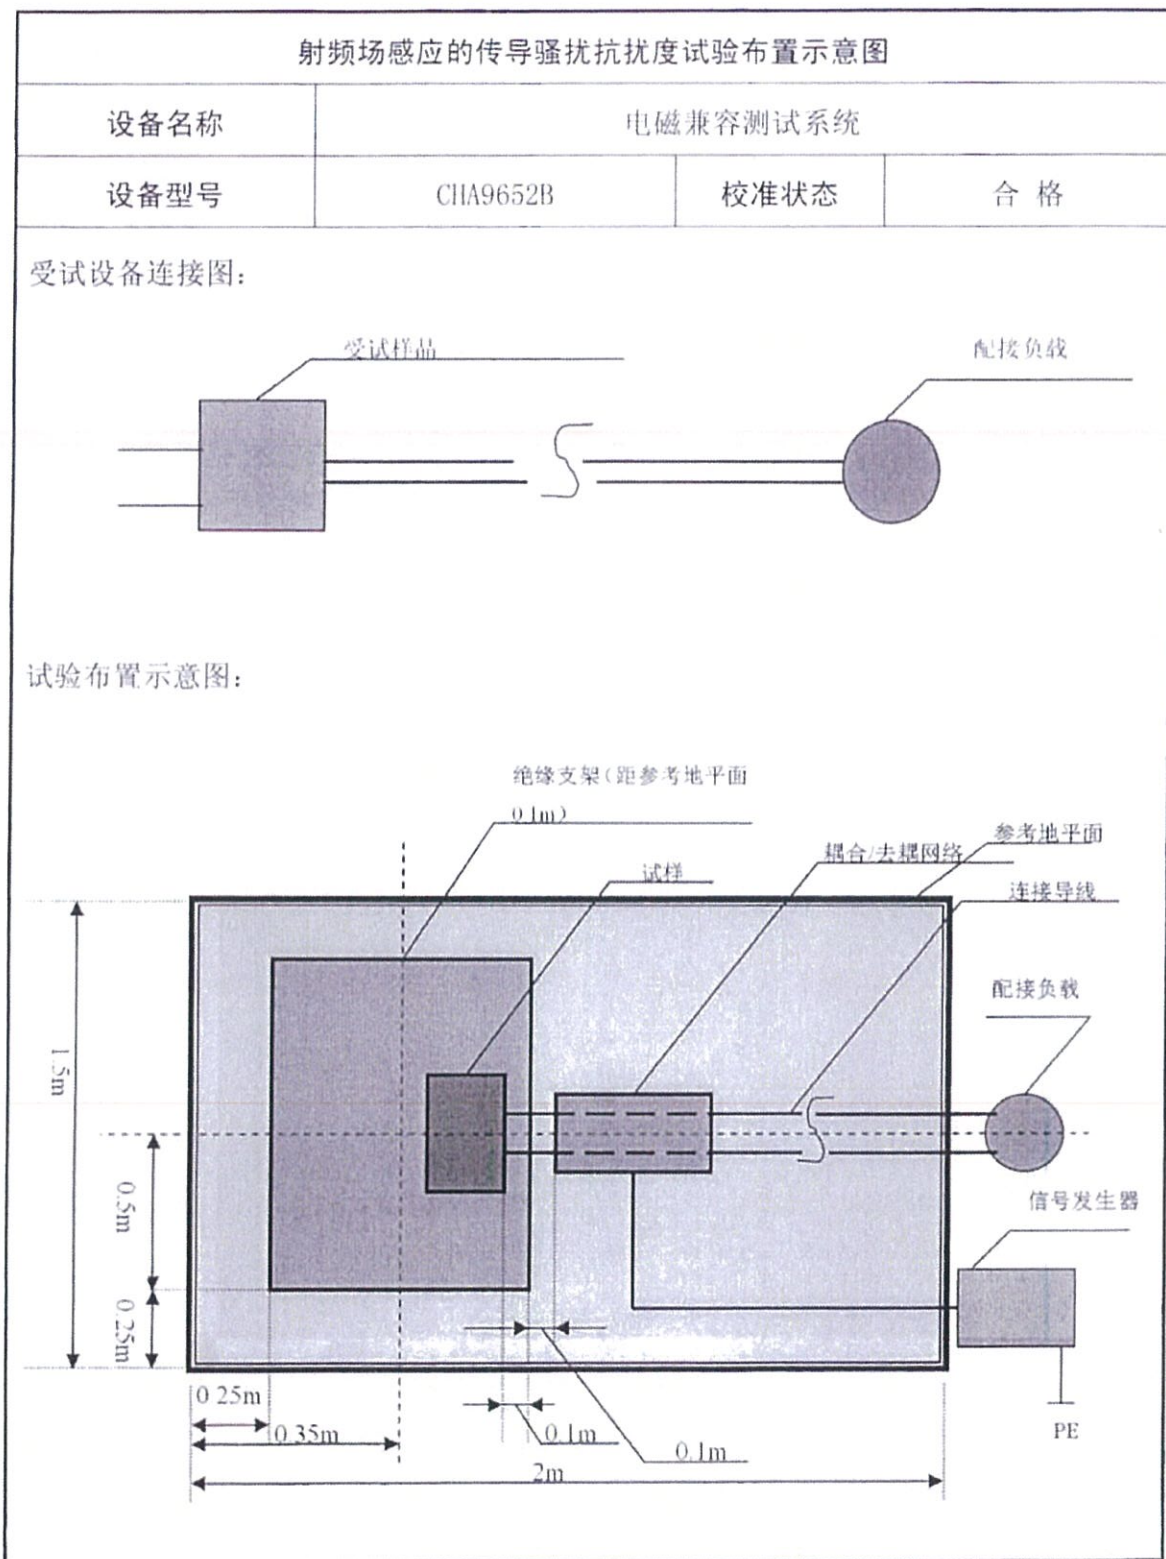 射频场感应的传导骚扰抗扰度试验布置示意图
设备名称 电磁兼容测试系统
设备型号 CHA9652B 校准状态 合 格
受试设备连接图：
受试样品 配接负载
试验布置示意图：
绝缘支架（距参考地平面
0.1m）
参考地平面
耦合/去耦网络
试样
连接导线
配接负载
1.5m
0.5m
信号发生器
0.25m
0.25m
0.35m
0.1m
0.1m
PE
2m